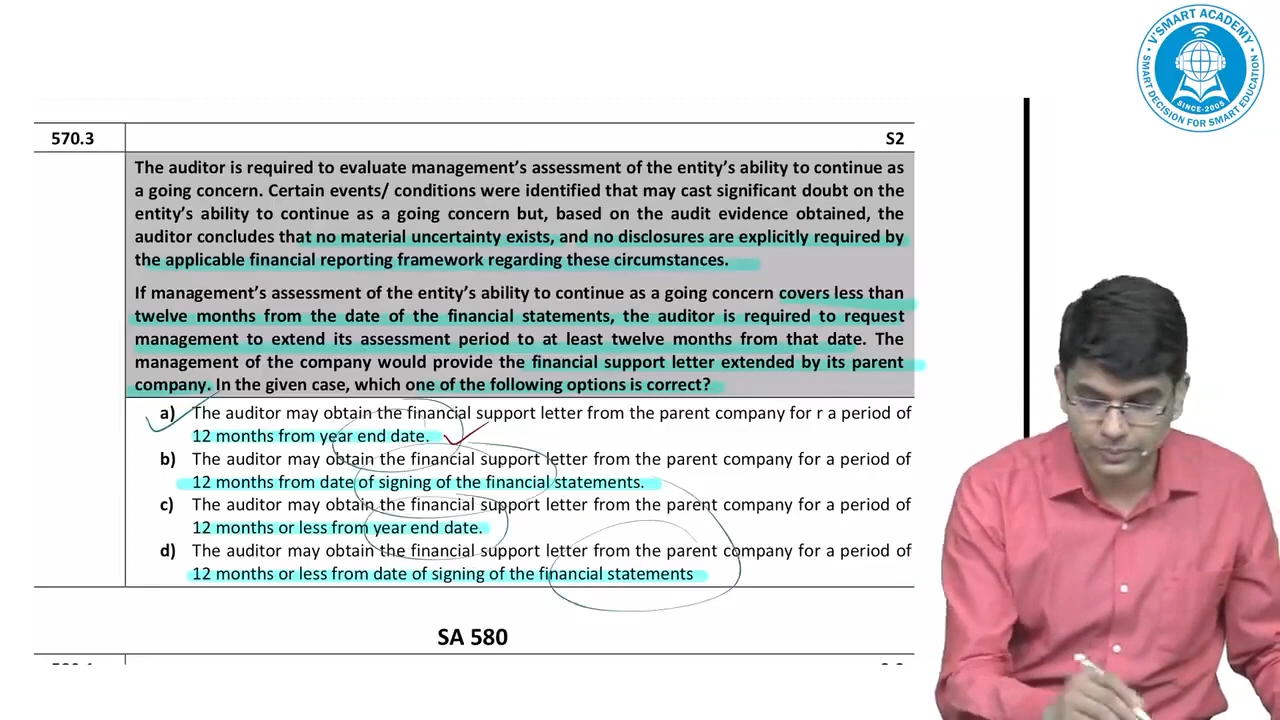 V'SMART ACADEMY
SMART DECISION FOR SMART EDUCATION
SINCE-2005
570.3 S2
The auditor is required to evaluate management's assessment of the entity's ability to continue as
a going concern. Certain events/ conditions were identified that may cast significant doubt on the
entity's ability to continue as a going concern but, based on the audit evidence obtained, the
auditor concludes that no material uncertainty exists, and no disclosures are explicitly required by
the applicable financial reporting framework regarding these circumstances.
If management's assessment of the entity's ability to continue as a going concern covers less than
twelve months from the date of the financial statements, the auditor is required to request
management to extend its assessment period to at least twelve months from that date. The
management of the company would provide the financial support letter extended by its parent
company. In the given case, which one of the following options is correct?
a) The auditor may obtain the financial support letter from the parent company for r a period of
12 months from year end date.
b) The auditor may obtain the financial support letter from the parent company for a period of
12 months from date of signing of the financial statements.
c) The auditor may obtain the financial support letter from the parent company for a period of
12 months or less from year end date.
d) The auditor may obtain the financial support letter from the parent company for a period of
12 months or less from date of signing of the financial statements
SA 580